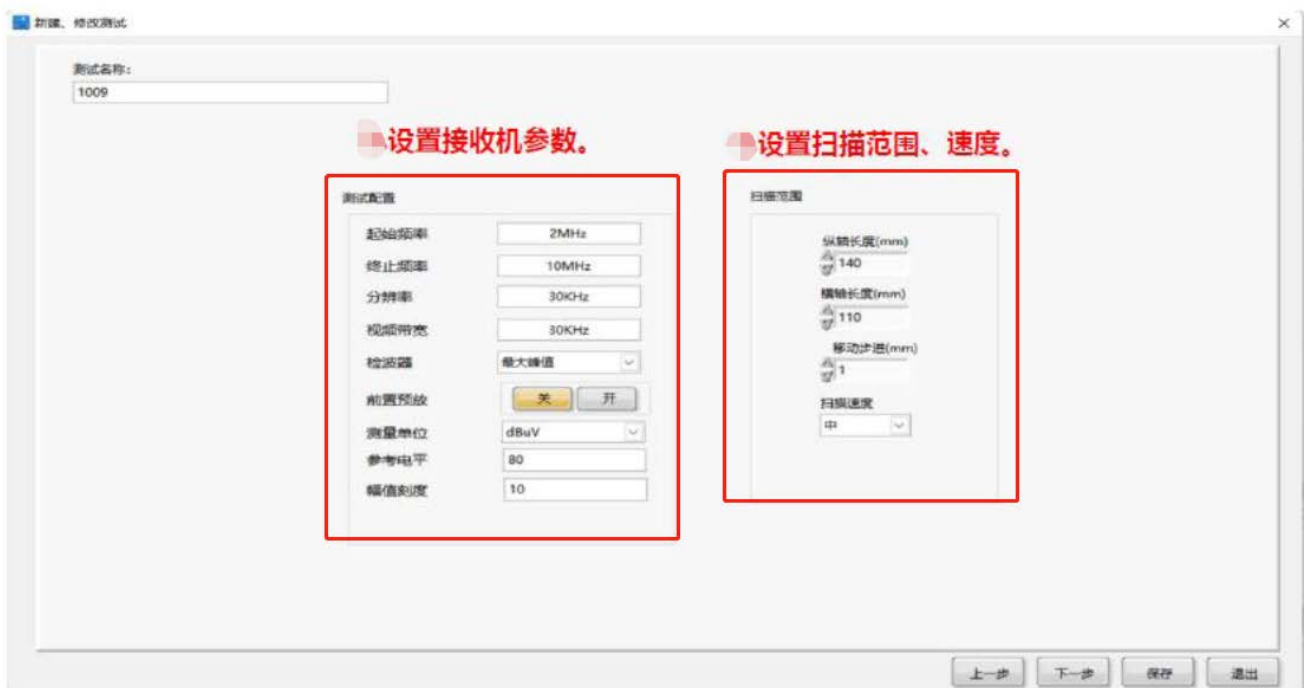 新建、修改测试
测试名称：
1009
设置接收机参数。
设置扫描范围、速度。
测试配置
起始频率 2MHz
终止频率 10MHz
分辨率 30KHz
视频带宽 30KHz
检波器 最大峰值
前置预放 关 开
测量单位 dBuV
参考电平 80
幅值刻度 10
扫描范围
纵轴长度(mm)
140
横轴长度(mm)
110
移动步进(mm)
1
扫描速度
中
上一步 下一步 保存 退出